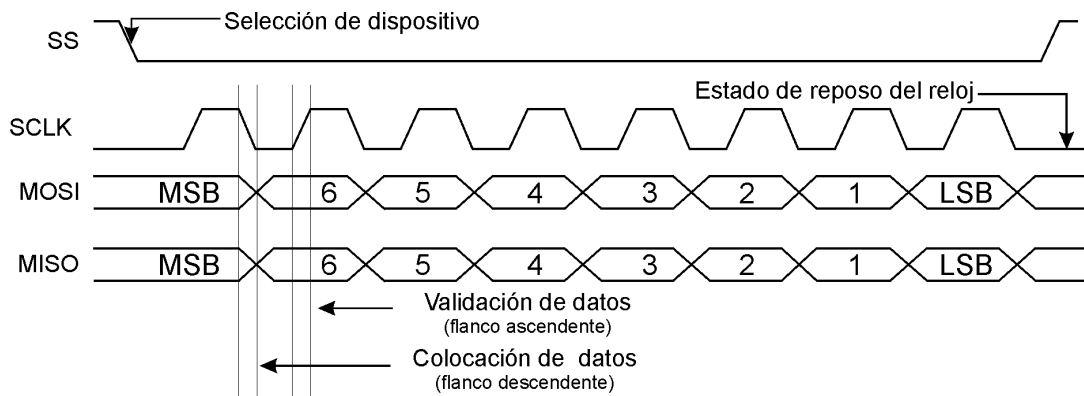 SS
Selección de dispositivo
SCLK
Estado de reposo del reloj
MOSI MSB 6 5 4 3 2 1 LSB
MISO MSB 6 5 4 3 2 1 LSB
Validación de datos
(flanco ascendente)
Colocación de datos
(flanco descendente)